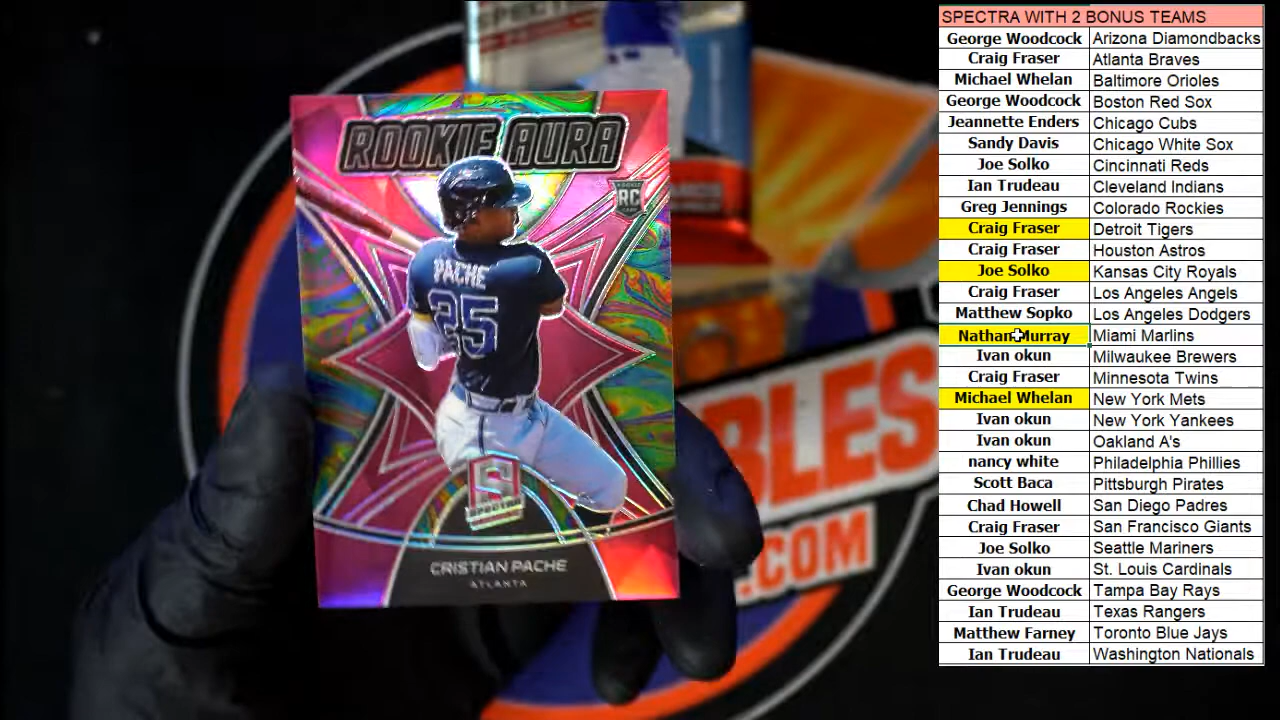 SPECTRA
ROOKIE AURA
ROOKIE
RC
CARD
PACHE
25
S
SPECTRA
CRISTIAN PACHE
ATLANTA
BLES
.COM
SPECTRA WITH 2 BONUS TEAMS
George Woodcock Arizona Diamondbacks
Craig Fraser Atlanta Braves
Michael Whelan Baltimore Orioles
George Woodcock Boston Red Sox
Jeannette Enders Chicago Cubs
Sandy Davis Chicago White Sox
Joe Solko Cincinnati Reds
Ian Trudeau Cleveland Indians
Greg Jennings Colorado Rockies
Craig Fraser Detroit Tigers
Craig Fraser Houston Astros
Joe Solko Kansas City Royals
Craig Fraser Los Angeles Angels
Matthew Sopko Los Angeles Dodgers
Nathan Murray Miami Marlins
Ivan okun Milwaukee Brewers
Craig Fraser Minnesota Twins
Michael Whelan New York Mets
Ivan okun New York Yankees
Ivan okun Oakland A's
nancy white Philadelphia Phillies
Scott Baca Pittsburgh Pirates
Chad Howell San Diego Padres
Craig Fraser San Francisco Giants
Joe Solko Seattle Mariners
Ivan okun St. Louis Cardinals
George Woodcock Tampa Bay Rays
Ian Trudeau Texas Rangers
Matthew Farney Toronto Blue Jays
Ian Trudeau Washington Nationals